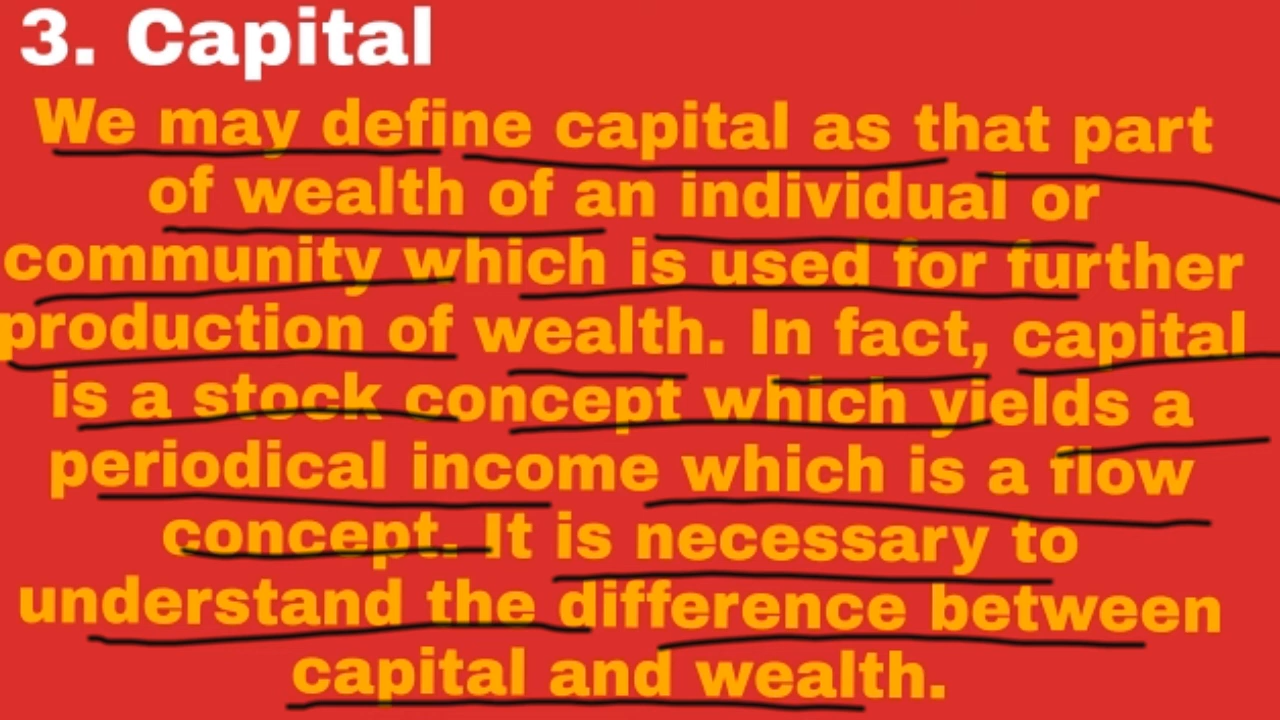 3. Capital
We may define capital as that part
of wealth of an individual or
community which is used for further
production of wealth. In fact, capital
is a stock concept which yields a
periodical income which is a flow
concept. It is necessary to
understand the difference between
capital and wealth.